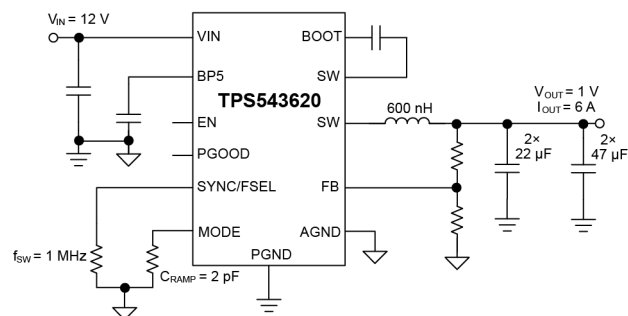 V_IN = 12 V
VIN
BOOT
BP5
SW
TPS543620
EN
SW
600 nH
V_OUT = 1 V
I_OUT = 6 A
2×
22 µF
2×
47 µF
PGOOD
SYNC/FSEL
FB
MODE
AGND
f_SW = 1 MHz
C_RAMP = 2 pF
PGND